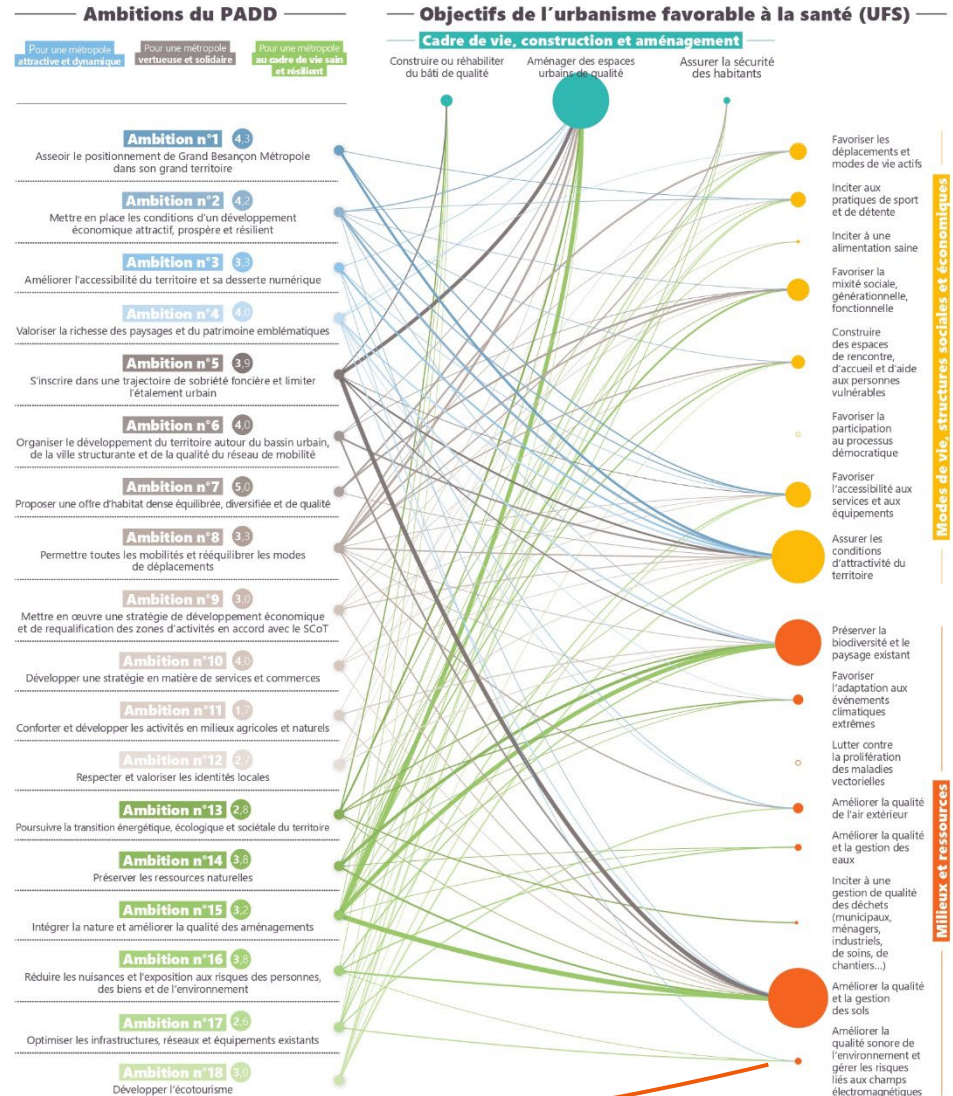 Ambitions du PADD
Objectifs de l'urbanisme favorable à la santé (UFS)
Pour une métropole
attractive et dynamique
Pour une métropole
vertueuse et solidaire
Pour une métropole
au cadre de vie sain
et résilient
Cadre de vie, construction et aménagement
Construire ou réhabiliter
du bâti de qualité
Aménager des espaces
urbains de qualité
Assurer la sécurité
des habitants
Ambition n°1 4,3
Asseoir le positionnement de Grand Besançon Métropole
dans son grand territoire
Ambition n°2 4,2
Mettre en place les conditions d'un développement
économique attractif, prospère et résilient
Ambition n°3 3,3
Améliorer l'accessibilité du territoire et sa desserte numérique
Ambition n°4 4,0
Valoriser la richesse des paysages et du patrimoine emblématiques
Ambition n°5 3,9
S'inscrire dans une trajectoire de sobriété foncière et limiter
l'étalement urbain
Ambition n°6 4,0
Organiser le développement du territoire autour du bassin urbain,
de la ville structurante et de la qualité du réseau de mobilité
Ambition n°7 5,0
Proposer une offre d'habitat dense équilibrée, diversifiée et de qualité
Ambition n°8 3,3
Permettre toutes les mobilités et rééquilibrer les modes
de déplacements
Ambition n°9 3,0
Mettre en œuvre une stratégie de développement économique
et de requalification des zones d'activités en accord avec le SCoT
Ambition n°10 4,0
Développer une stratégie en matière de services et commerces
Ambition n°11 1,7
Conforter et développer les activités en milieux agricoles et naturels
Ambition n°12 2,7
Respecter et valoriser les identités locales
Ambition n°13 2,8
Poursuivre la transition énergétique, écologique et sociétale du territoire
Ambition n°14 3,8
Préserver les ressources naturelles
Ambition n°15 3,2
Intégrer la nature et améliorer la qualité des aménagements
Ambition n°16 3,8
Réduire les nuisances et l'exposition aux risques des personnes,
des biens et de l'environnement
Ambition n°17 2,6
Optimiser les infrastructures, réseaux et équipements existants
Ambition n°18 3,0
Développer l'écotourisme
Favoriser les
déplacements et
modes de vie actifs
Inciter aux
pratiques de sport
et de détente
Inciter à une
alimentation saine
Favoriser la
mixité sociale,
générationnelle,
fonctionnelle
Construire
des espaces
de rencontre,
d'accueil et d'aide
aux personnes
vulnérables
Favoriser la
participation
au processus
démocratique
Favoriser
l'accessibilité aux
services et aux
équipements
Assurer les
conditions
d'attractivité du
territoire
Modes de vie, structures sociales et économiques
Préserver la
biodiversité et le
paysage existant
Favoriser
l'adaptation aux
événements
climatiques
extrêmes
Lutter contre
la prolifération
des maladies
vectorielles
Améliorer la qualité
de l'air extérieur
Améliorer la qualité
et la gestion des
eaux
Inciter à une
gestion de qualité
des déchets
(municipaux,
ménagers,
industriels,
de soins, de
chantiers...)
Améliorer la qualité
et la gestion
des sols
Améliorer la
qualité sonore de
l'environnement et
gérer les risques
liés aux champs
électromagnétiques
Milieux et ressources